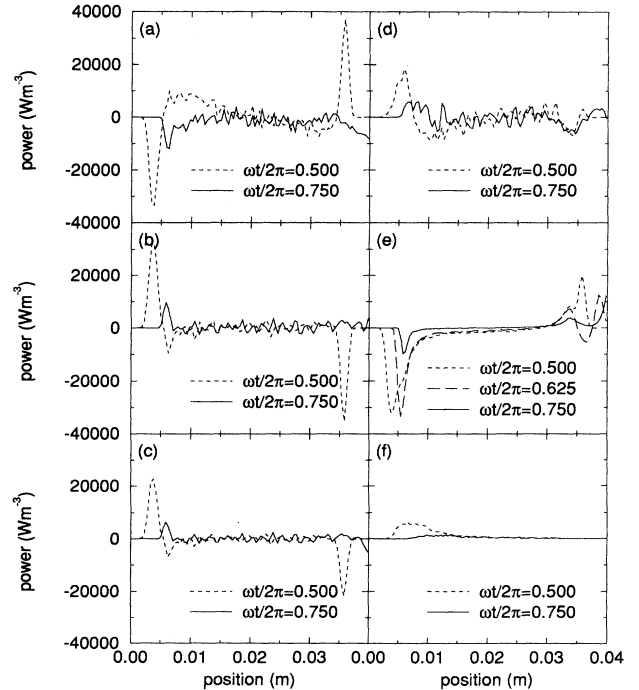 40000
(a)
(d)
20000
0
power (Wm⁻³)
-20000
ωt/2π=0.500
ωt/2π=0.500
ωt/2π=0.750
ωt/2π=0.750
-40000
(b)
(e)
20000
0
power (Wm⁻³)
ωt/2π=0.500
-20000
ωt/2π=0.500
ωt/2π=0.625
ωt/2π=0.750
ωt/2π=0.750
-40000
(c)
(f)
20000
0
power (Wm⁻³)
-20000
ωt/2π=0.500
ωt/2π=0.500
ωt/2π=0.750
ωt/2π=0.750
-40000
0.00 0.01 0.02 0.03 0.00 0.01 0.02 0.03 0.04
position (m)
position (m)